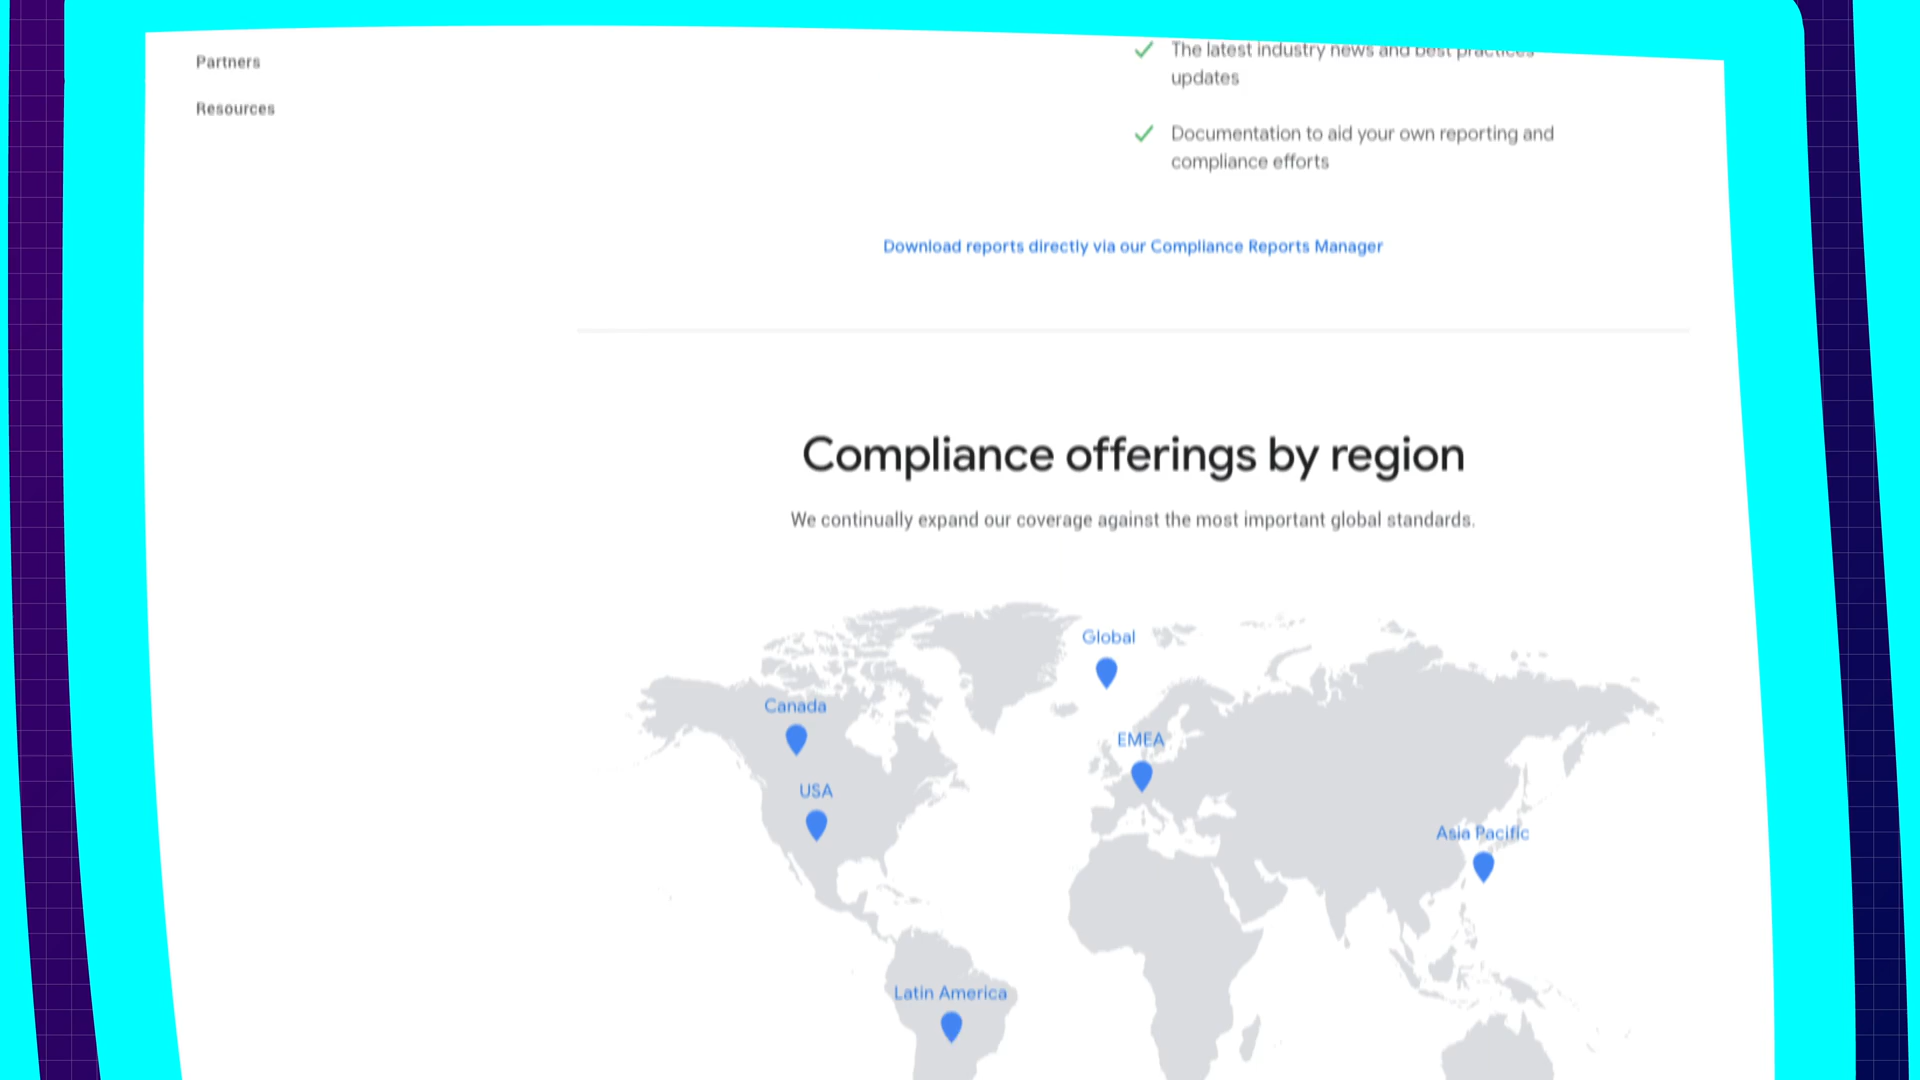 Partners
Resources
The latest industry news and best practices
updates
Documentation to aid your own reporting and
compliance efforts
Download reports directly via our Compliance Reports Manager
Compliance offerings by region
We continually expand our coverage against the most important global standards.
Global
Canada
EMEA
USA
Asia Pacific
Latin America